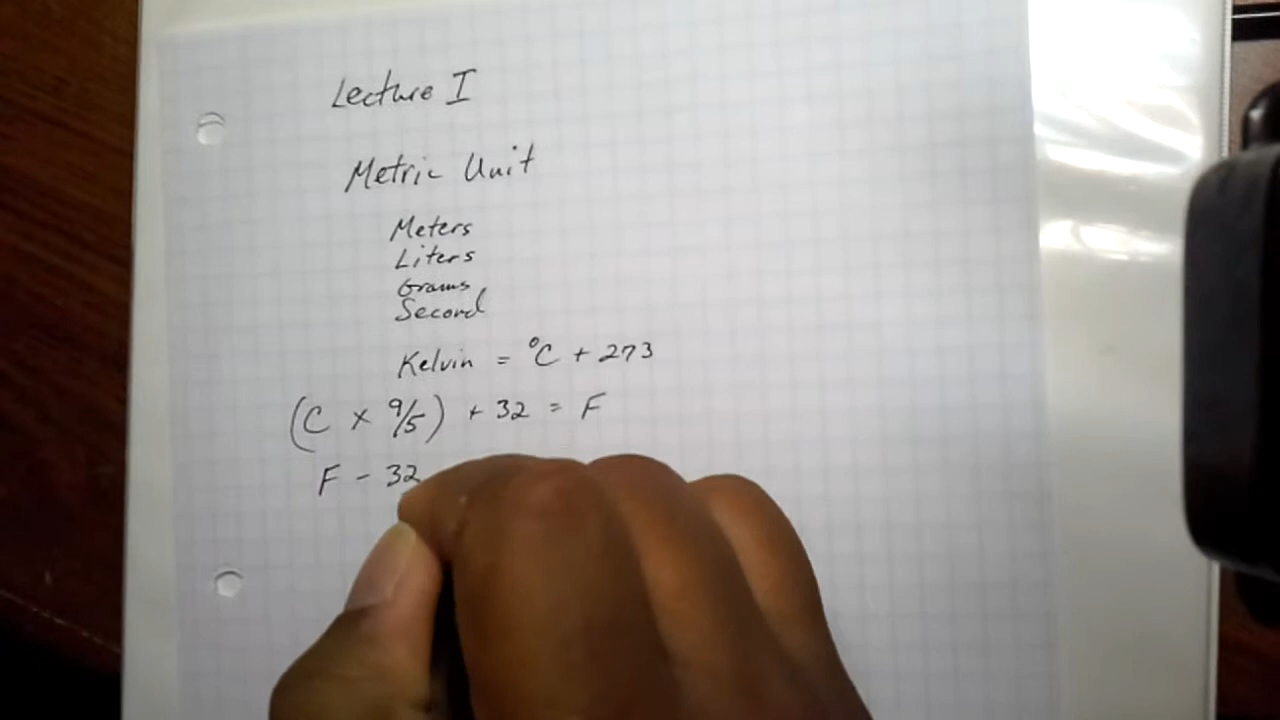 Lecture I
Metric Unit
Meters
Liters
Grams
Second
Kelvin = °C + 273
(C × 9/5) + 32 = F
F - 32